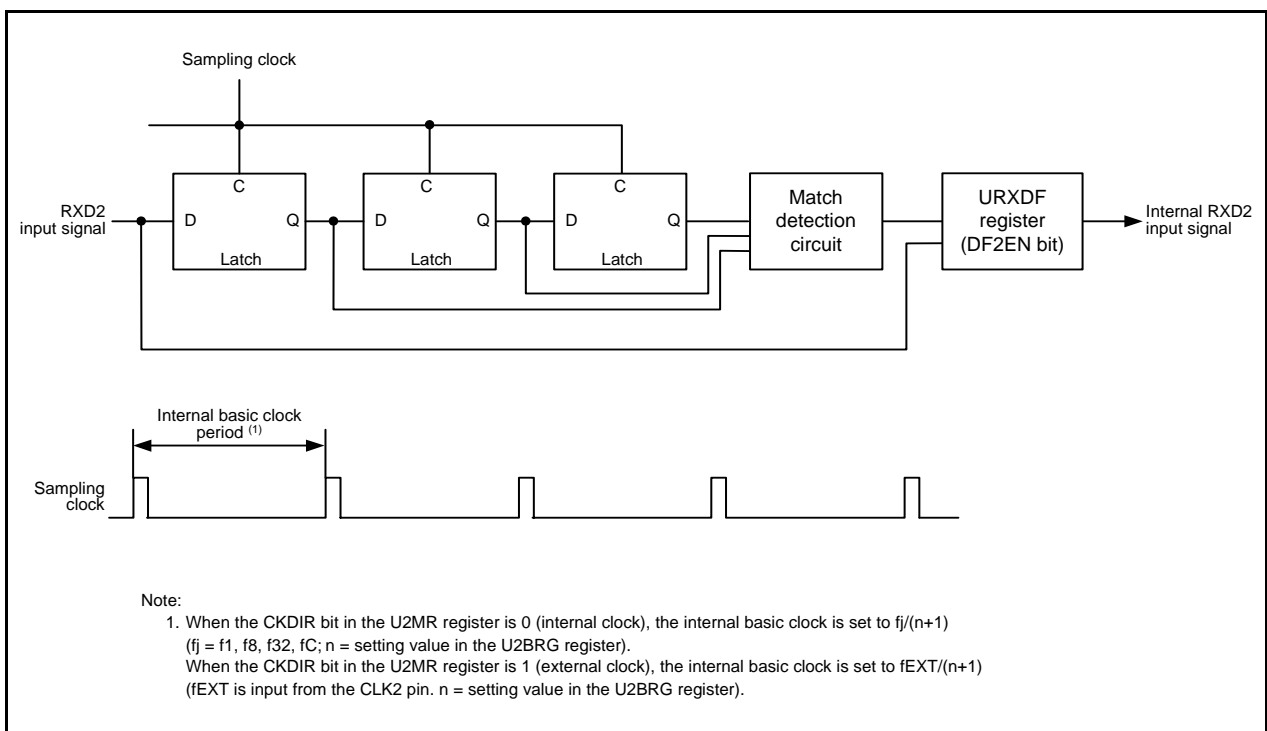 Sampling clock
C
C
C
RXD2
input signal
D
Q
D
Q
D
Q
Latch
Latch
Latch
Match
detection
circuit
URXDF
register
(DF2EN bit)
Internal RXD2
input signal
Internal basic clock
period (1)
Sampling
clock
Note:
1. When the CKDIR bit in the U2MR register is 0 (internal clock), the internal basic clock is set to fj/(n+1)
(fj = f1, f8, f32, fC; n = setting value in the U2BRG register).
When the CKDIR bit in the U2MR register is 1 (external clock), the internal basic clock is set to fEXT/(n+1)
(fEXT is input from the CLK2 pin. n = setting value in the U2BRG register).